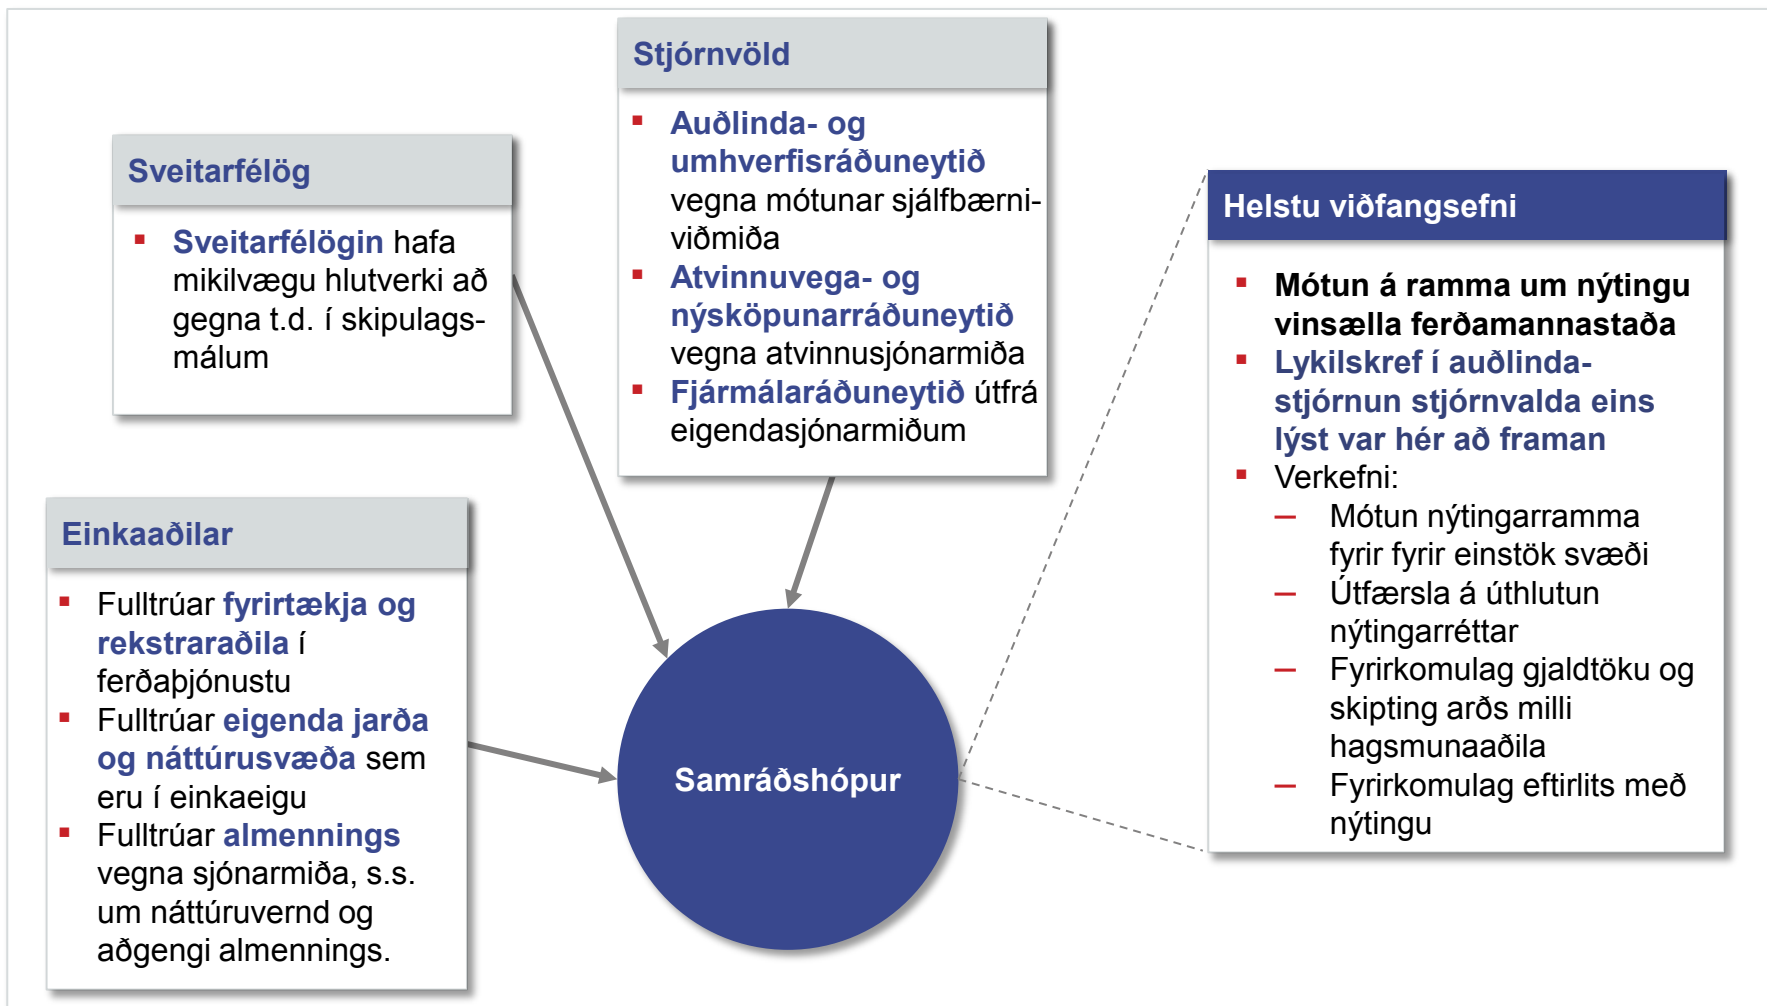 Stjórnvöld
Auðlinda- og
umhverfisráðuneytið
vegna mótunar sjálfbærni-
viðmiða
Atvinnuvega- og
nýsköpunarráðuneytið
vegna atvinnusjónarmiða
Fjármálaráðuneytið útfrá
eigendasjónarmiðum
Sveitarfélög
Sveitarfélögin hafa
mikilvægu hlutverki að
gegna t.d. í skipulags-
málum
Einkaaðilar
Fulltrúar fyrirtækja og
rekstraraðila í
ferðaþjónustu
Fulltrúar eigenda jarða
og náttúrusvæða sem
eru í einkaeigu
Fulltrúar almennings
vegna sjónarmiða, s.s.
um náttúruvernd og
aðgengi almennings.
Samráðshópur
Helstu viðfangsefni
Mótun á ramma um nýtingu
vinsælla ferðamannastaða
Lykilskref í auðlinda-
stjórnun stjórnvalda eins
lýst var hér að framan
Verkefni:
– Mótun nýtingarramma
fyrir fyrir einstök svæði
– Útfærsla á úthlutun
nýtingarréttar
– Fyrirkomulag gjaldtöku og
skipting arðs milli
hagsmunaaðila
– Fyrirkomulag eftirlits með
nýtingu